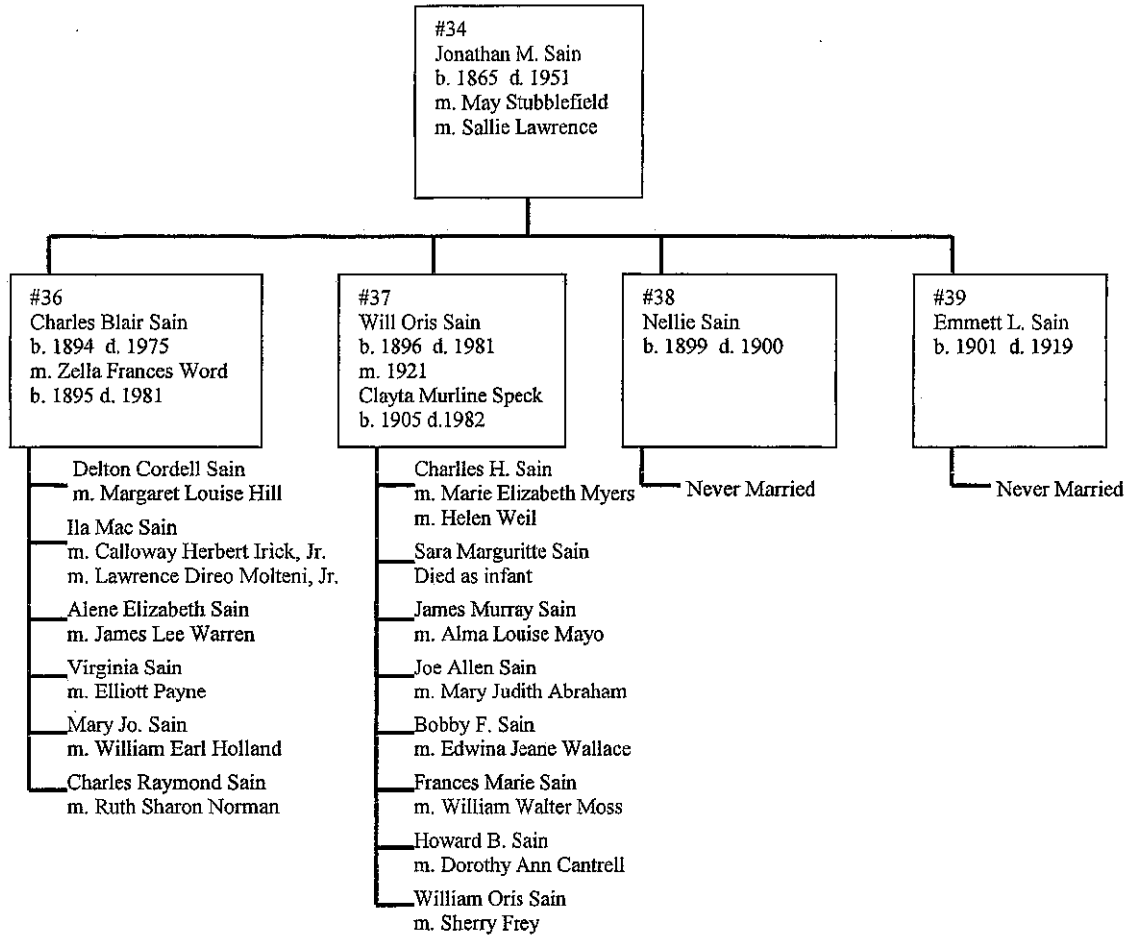 #34
Jonathan M. Sain
b. 1865 d. 1951
m. May Stubblefield
m. Sallie Lawrence
#36
Charles Blair Sain
b. 1894 d. 1975
m. Zella Frances Word
b. 1895 d. 1981
Delton Cordell Sain
m. Margaret Louise Hill
Ila Mac Sain
m. Calloway Herbert Irick, Jr.
m. Lawrence Direo Molteni, Jr.
Alene Elizabeth Sain
m. James Lee Warren
Virginia Sain
m. Elliott Payne
Mary Jo. Sain
m. William Earl Holland
Charles Raymond Sain
m. Ruth Sharon Norman
#37
Will Oris Sain
b. 1896 d. 1981
m. 1921
Clayta Murline Speck
b. 1905 d.1982
Charlles H. Sain
m. Marie Elizabeth Myers
m. Helen Weil
Sara Marguritte Sain
Died as infant
James Murray Sain
m. Alma Louise Mayo
Joe Allen Sain
m. Mary Judith Abraham
Bobby F. Sain
m. Edwina Jeane Wallace
Frances Marie Sain
m. William Walter Moss
Howard B. Sain
m. Dorothy Ann Cantrell
William Oris Sain
m. Sherry Frey
#38
Nellie Sain
b. 1899 d. 1900
Never Married
#39
Emmett L. Sain
b. 1901 d. 1919
Never Married